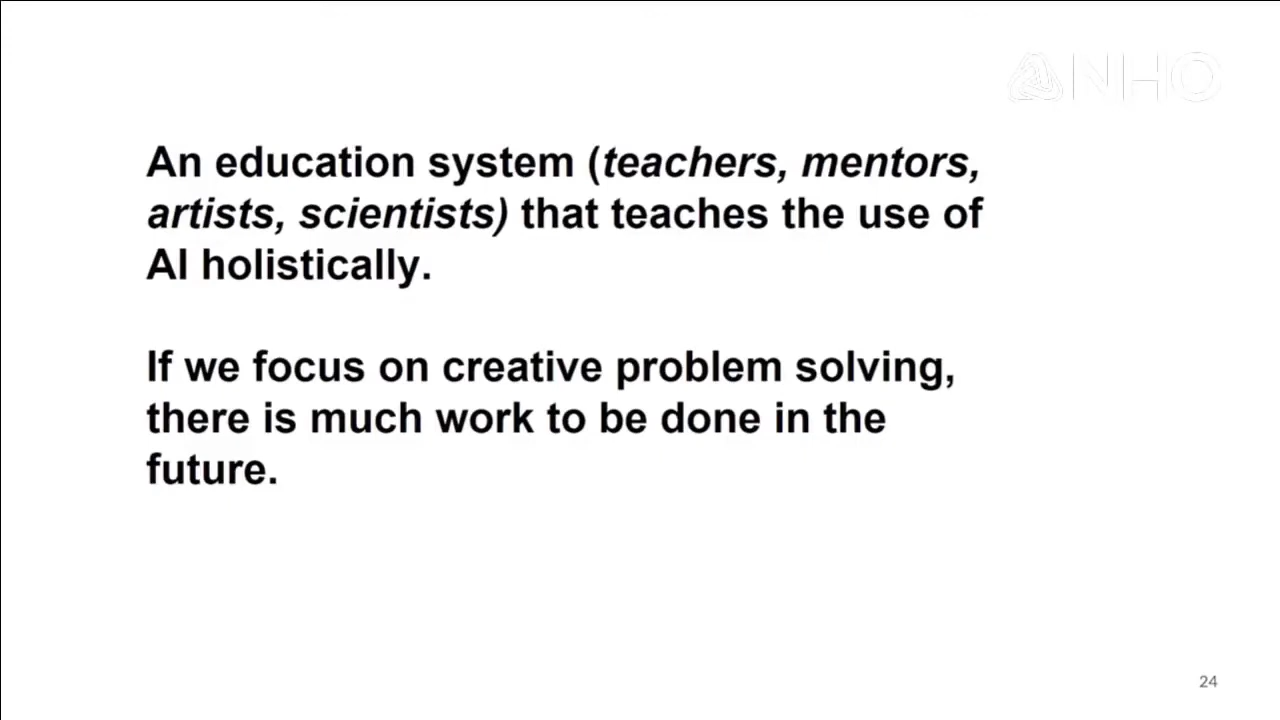 NHO
An education system (teachers, mentors,
artists, scientists) that teaches the use of
AI holistically.
If we focus on creative problem solving,
there is much work to be done in the
future.
24